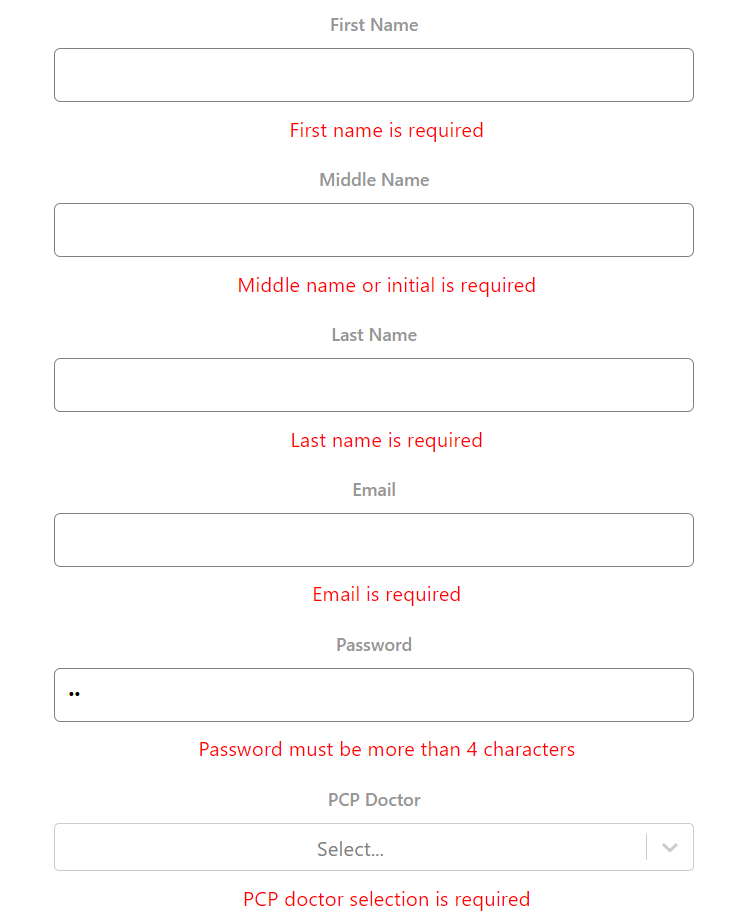 First Name
First name is required
Middle Name
Middle name or initial is required
Last Name
Last name is required
Email
Email is required
Password
••
Password must be more than 4 characters
PCP Doctor
Select...
PCP doctor selection is required